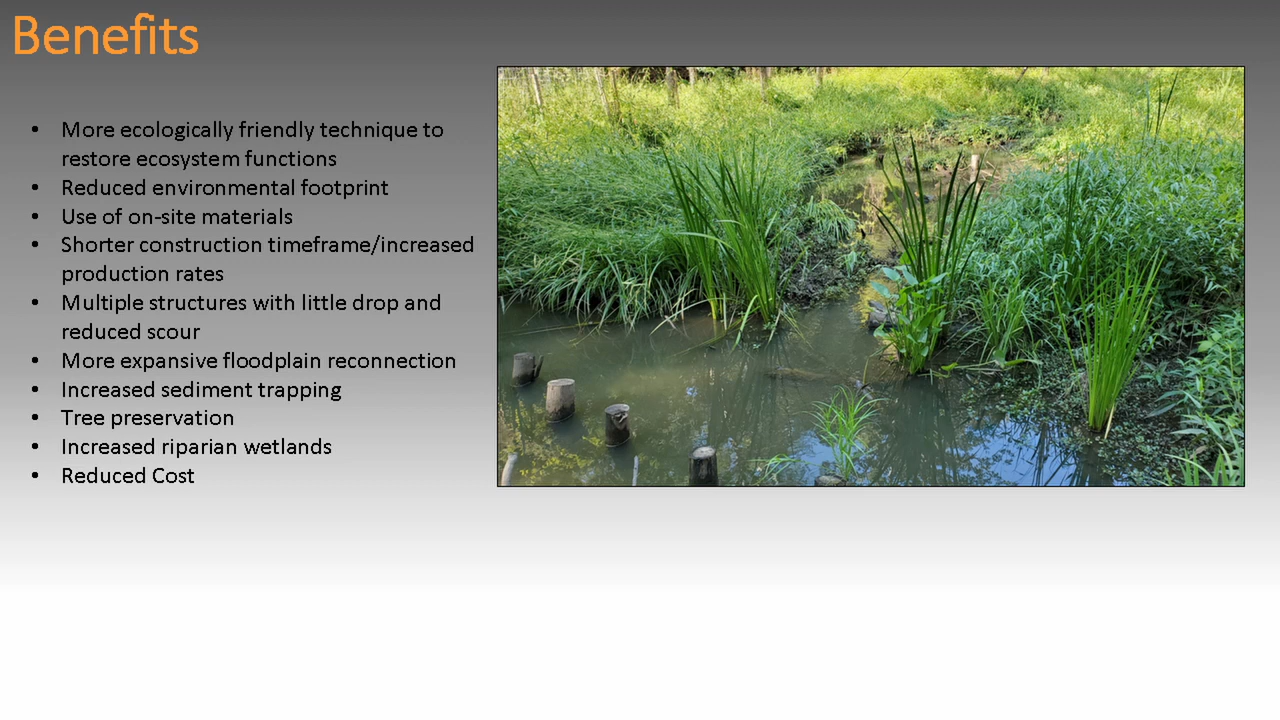 Benefits
• More ecologically friendly technique to
restore ecosystem functions
• Reduced environmental footprint
• Use of on-site materials
• Shorter construction timeframe/increased
production rates
• Multiple structures with little drop and
reduced scour
• More expansive floodplain reconnection
• Increased sediment trapping
• Tree preservation
• Increased riparian wetlands
• Reduced Cost